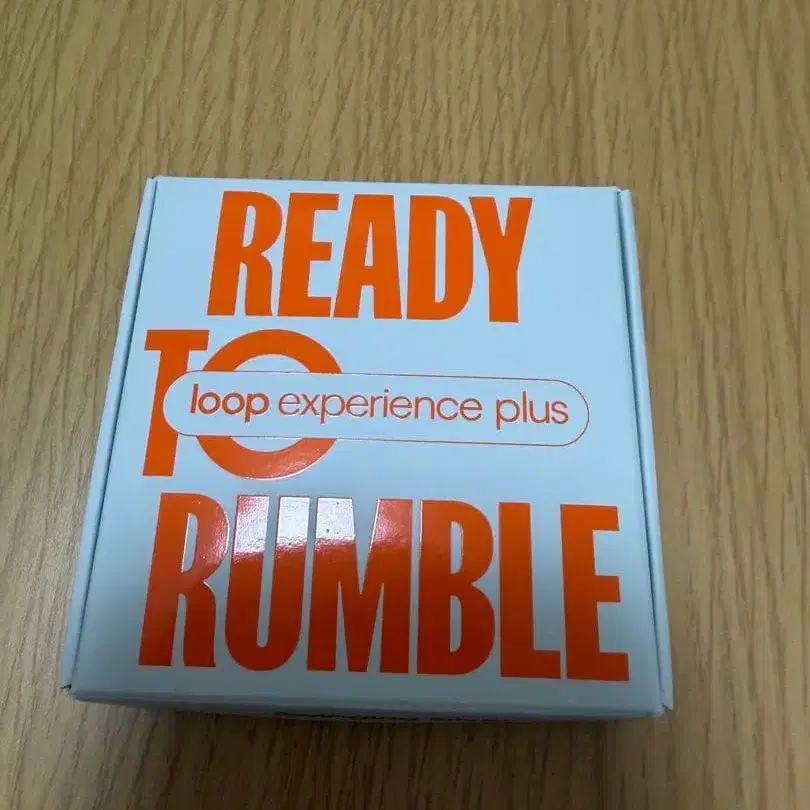 READY
TO
loop experience plus
RUMBLE